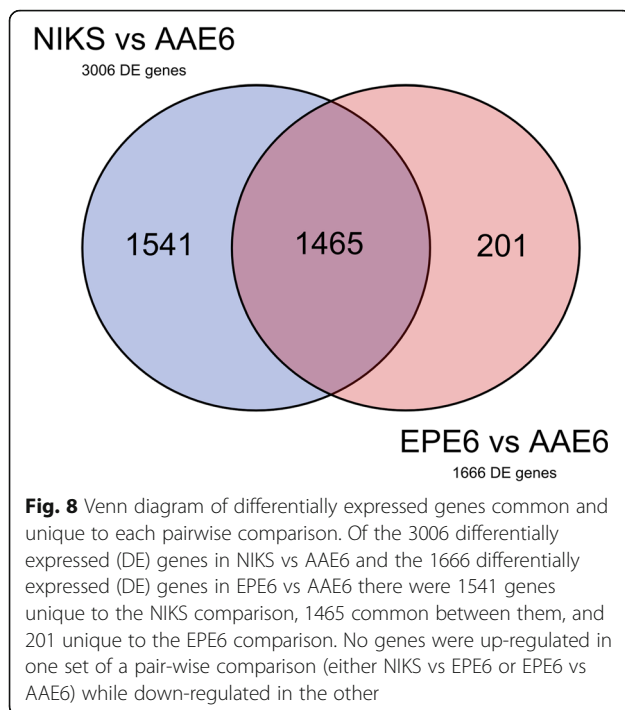 NIKS vs AAE6
3006 DE genes
1541
1465
201
EPE6 vs AAE6
1666 DE genes
Fig. 8 Venn diagram of differentially expressed genes common and
unique to each pairwise comparison. Of the 3006 differentially
expressed (DE) genes in NIKS vs AAE6 and the 1666 differentially
expressed (DE) genes in EPE6 vs AAE6 there were 1541 genes
unique to the NIKS comparison, 1465 common between them, and
201 unique to the EPE6 comparison. No genes were up-regulated in
one set of a pair-wise comparison (either NIKS vs EPE6 or EPE6 vs
AAE6) while down-regulated in the other